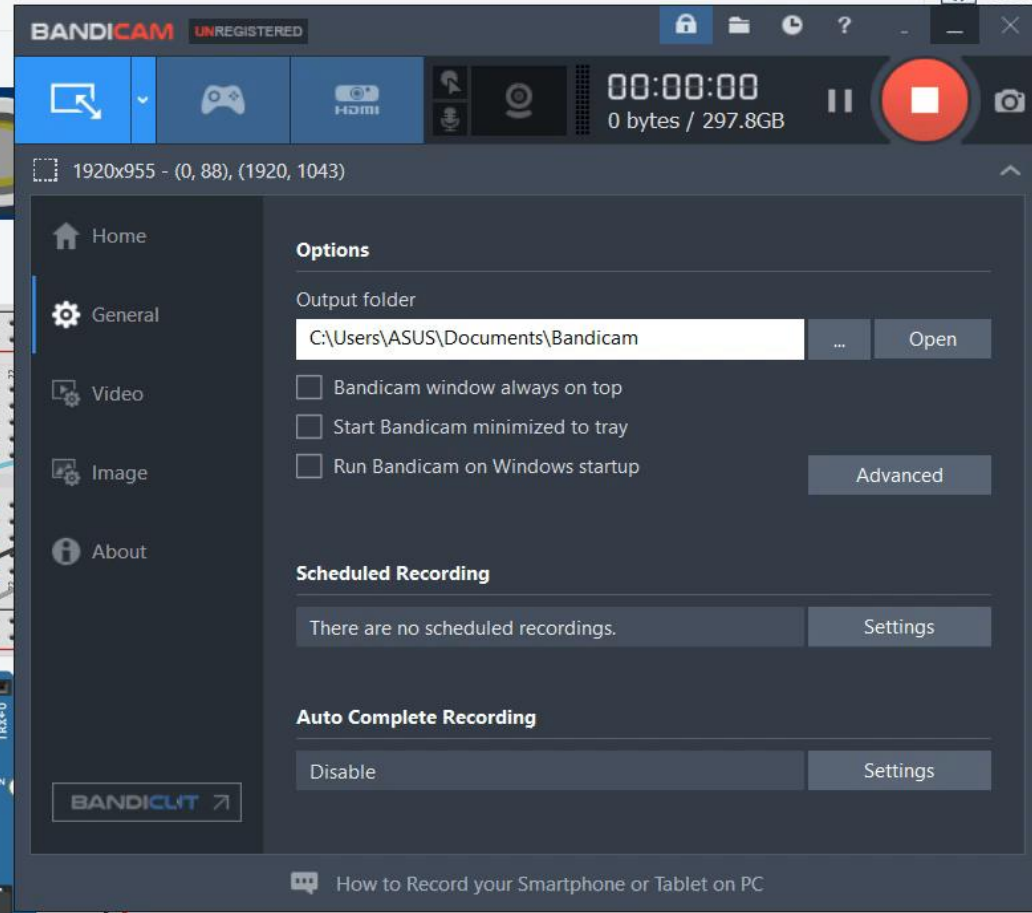 BANDICAM UNREGISTERED
?
HDMI
00:00:00
0 bytes / 297.8GB
1920x955 - (0, 88), (1920, 1043)
Home
General
Video
Image
About
Options
Output folder
C:\Users\ASUS\Documents\Bandicam
...
Open
Bandicam window always on top
Start Bandicam minimized to tray
Run Bandicam on Windows startup
Advanced
Scheduled Recording
There are no scheduled recordings.
Settings
Auto Complete Recording
Disable
Settings
BANDICUT
How to Record your Smartphone or Tablet on PC